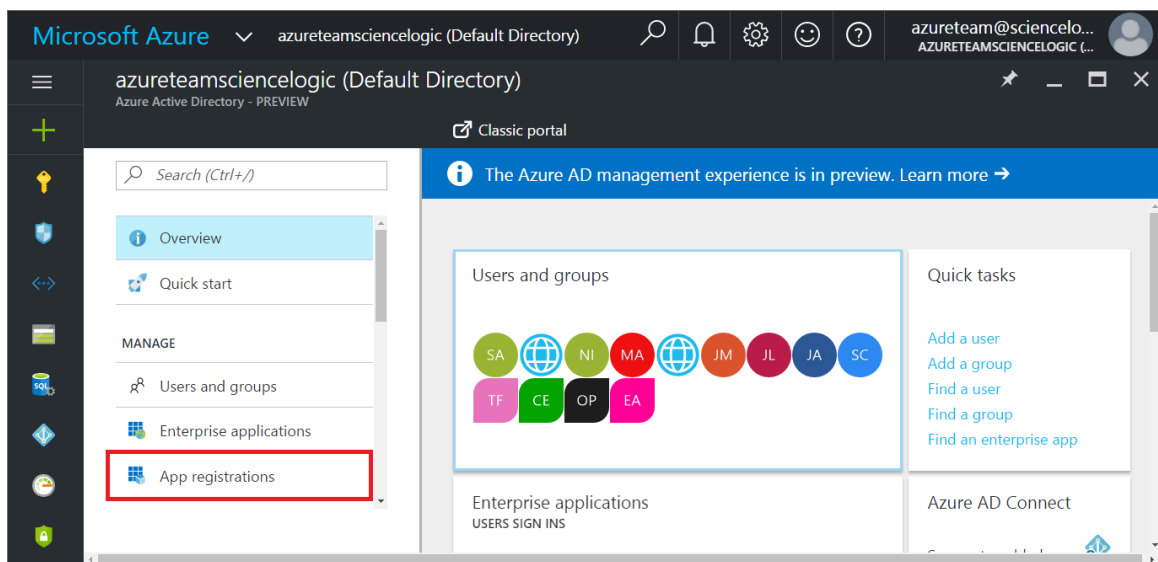 Microsoft Azure azureteamsciencelogic (Default Directory) azureteam@sciencelo...
AZURETEAMSCIENCELOGIC (...
azureteamsciencelogic (Default Directory)
Azure Active Directory - PREVIEW
Classic portal
Search (Ctrl+/)
The Azure AD management experience is in preview. Learn more →
Overview
Quick start
MANAGE
Users and groups
Enterprise applications
App registrations
SQL
Users and groups
SA NI MA JM JL JA SC
TF CE OP EA
Quick tasks
Add a user
Add a group
Find a user
Find a group
Find an enterprise app
Enterprise applications
USERS SIGN INS
Azure AD Connect